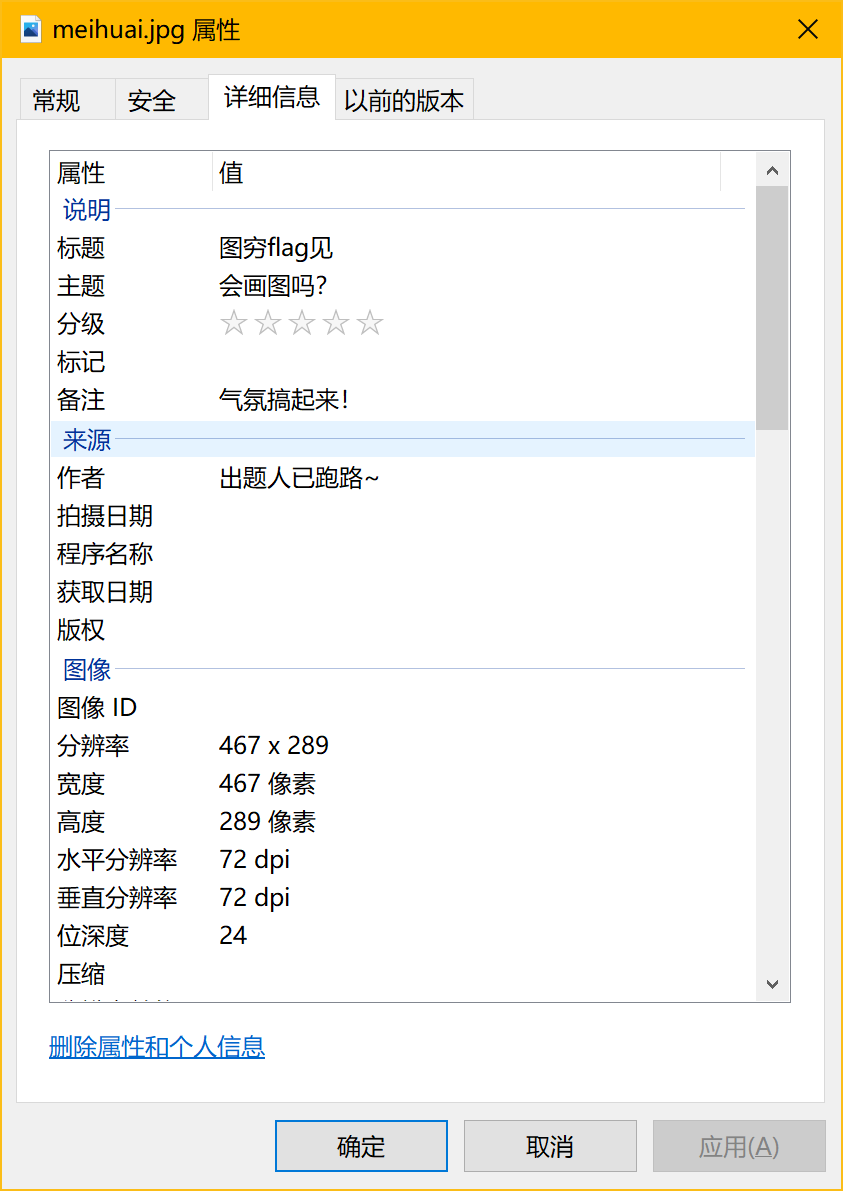 meihuai.jpg 属性
常规 安全 详细信息 以前的版本
属性 值
说明
标题 图穷flag见
主题 会画图吗?
分级
标记
备注 气氛搞起来!
来源
作者 出题人已跑路~
拍摄日期
程序名称
获取日期
版权
图像
图像 ID
分辨率 467 x 289
宽度 467 像素
高度 289 像素
水平分辨率 72 dpi
垂直分辨率 72 dpi
位深度 24
压缩
删除属性和个人信息
确定 取消 应用(A)